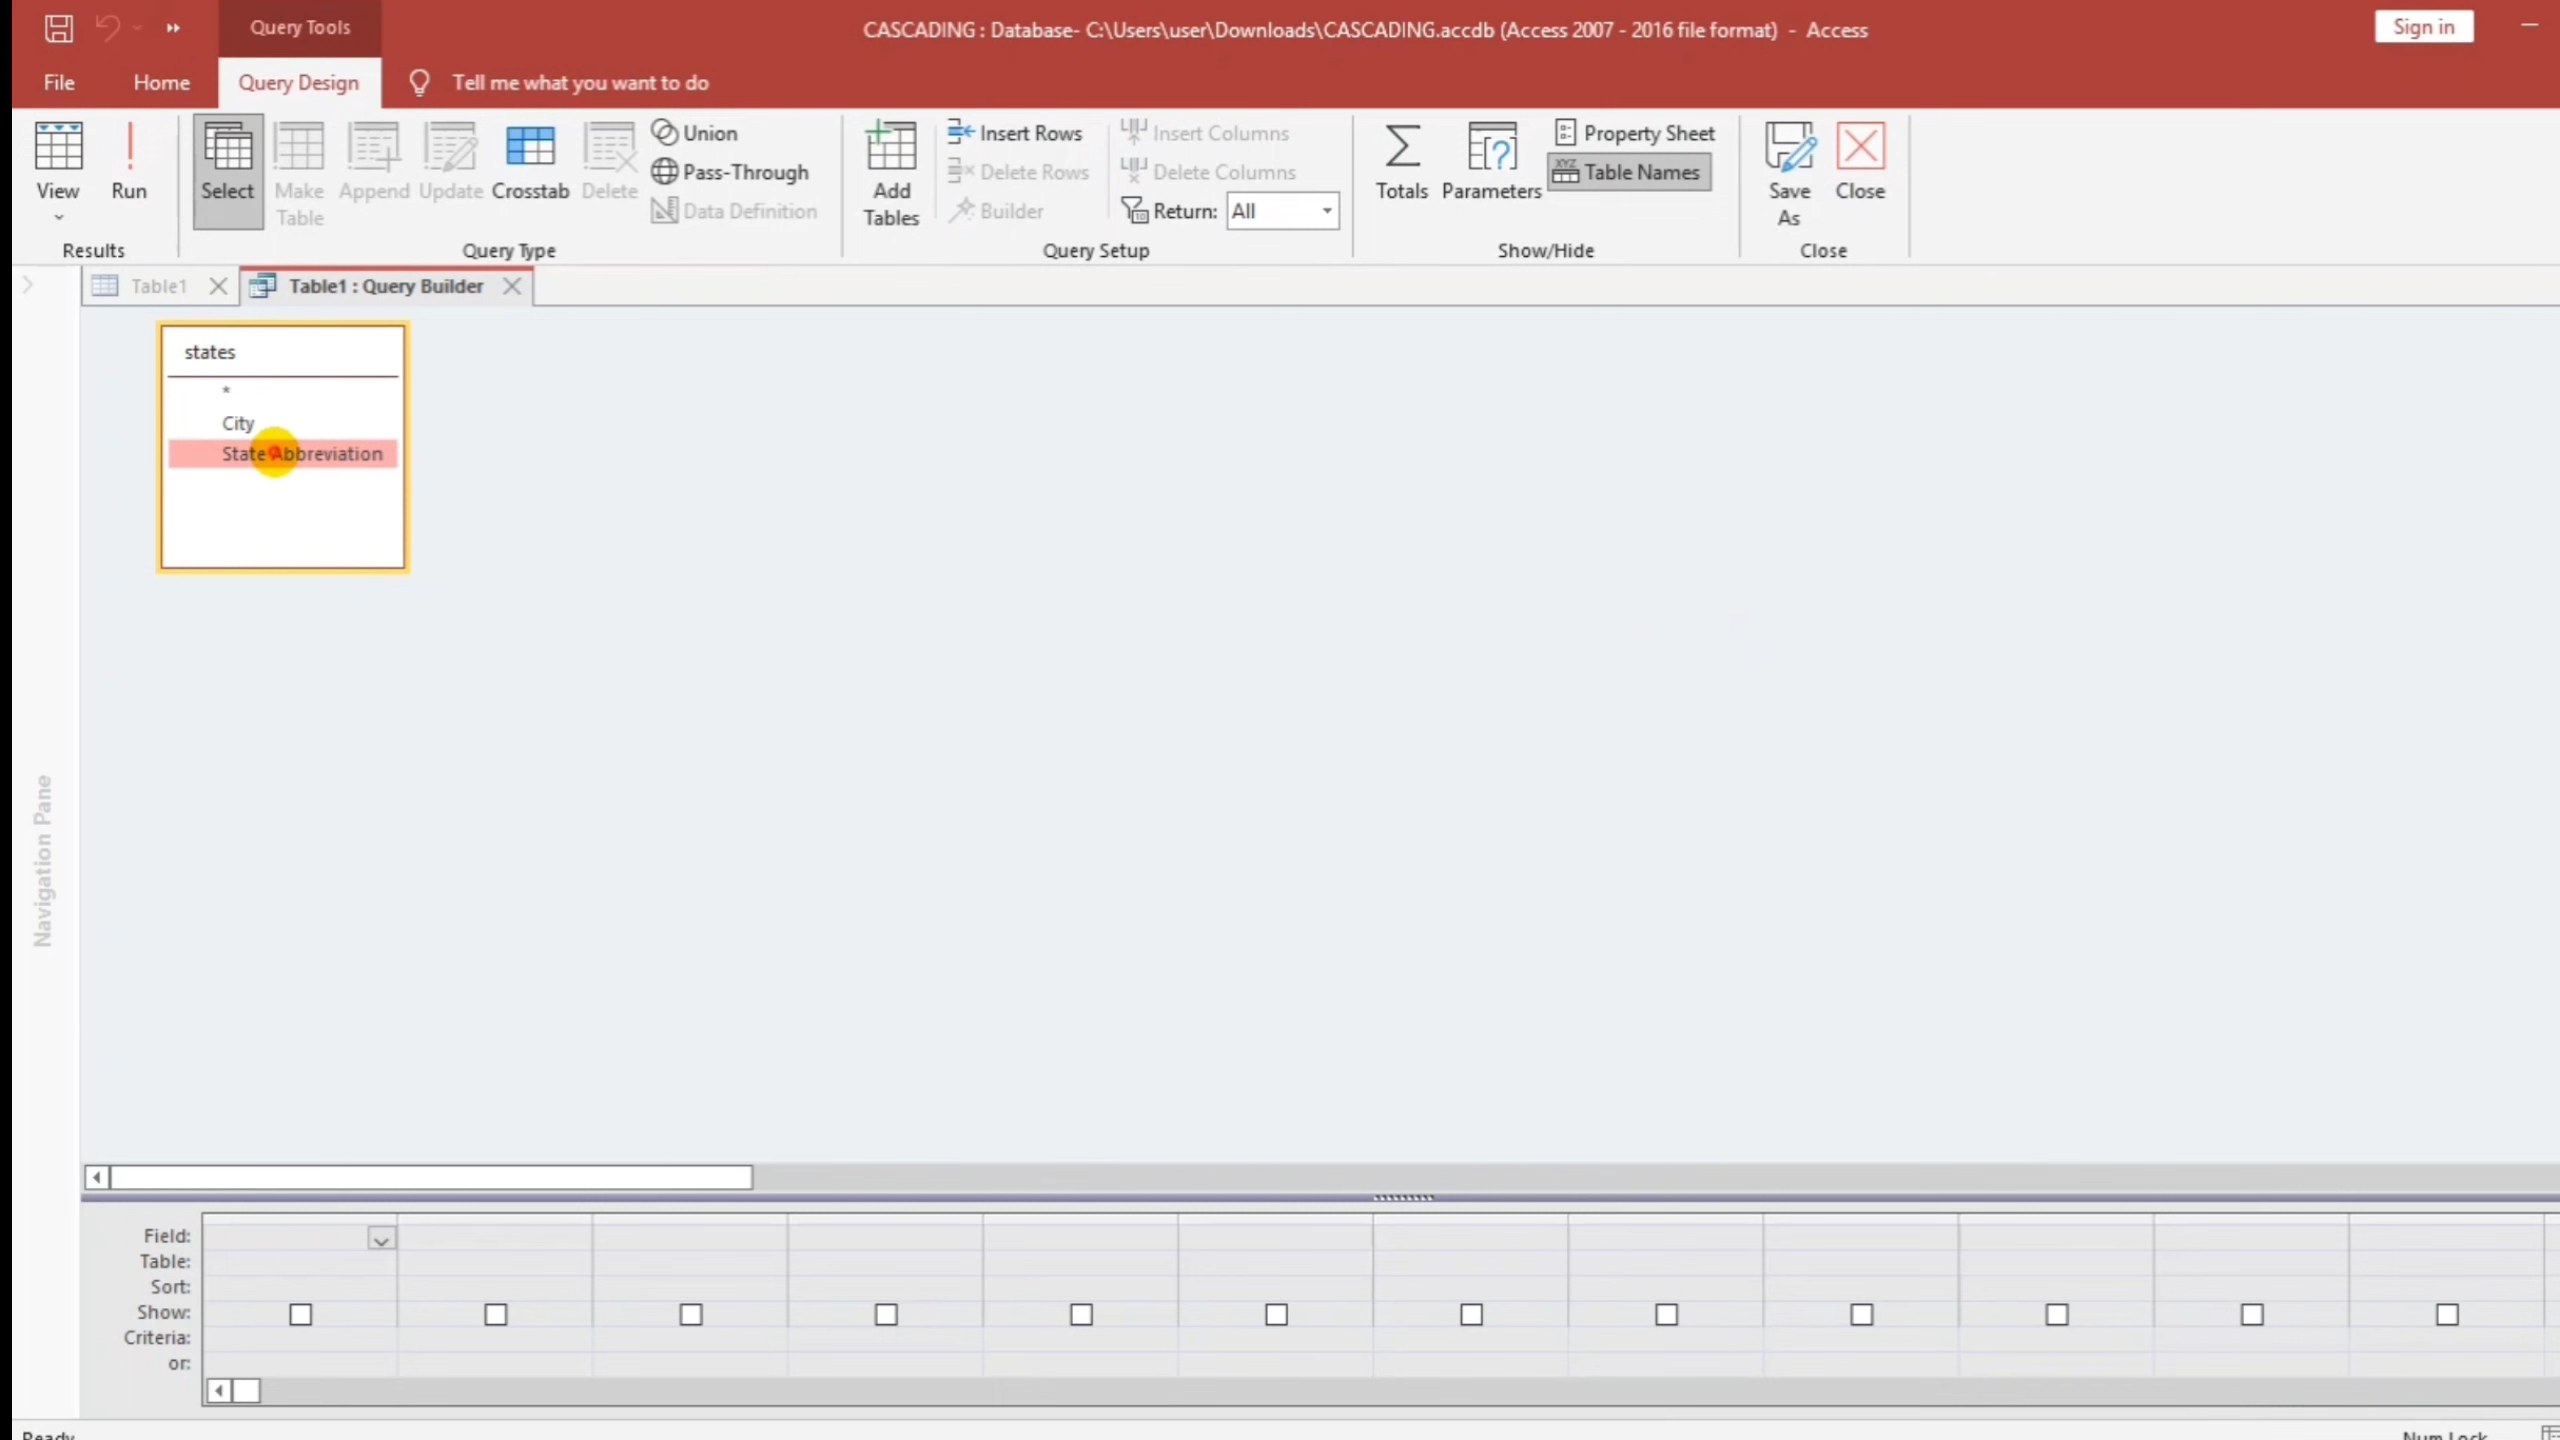 Query Tools
CASCADING : Database- C:\Users\user\Downloads\CASCADING.accdb (Access 2007 - 2016 file format) - Access
Sign in
File
Home
Query Design
Tell me what you want to do
View
Run
Results
Select
Make
Table
Append
Update
Crosstab
Delete
Union
Pass-Through
Data Definition
Query Type
Add
Tables
Insert Rows
Delete Rows
Builder
Insert Columns
Delete Columns
Return: All
Query Setup
Totals
Parameters
Property Sheet
Table Names
Show/Hide
Save
As
Close
Close
Table1
Table1 : Query Builder
states
*
City
State Abbreviation
Navigation Pane
Field:
Table:
Sort:
Show:
Criteria:
or:
Ready
Num Lock